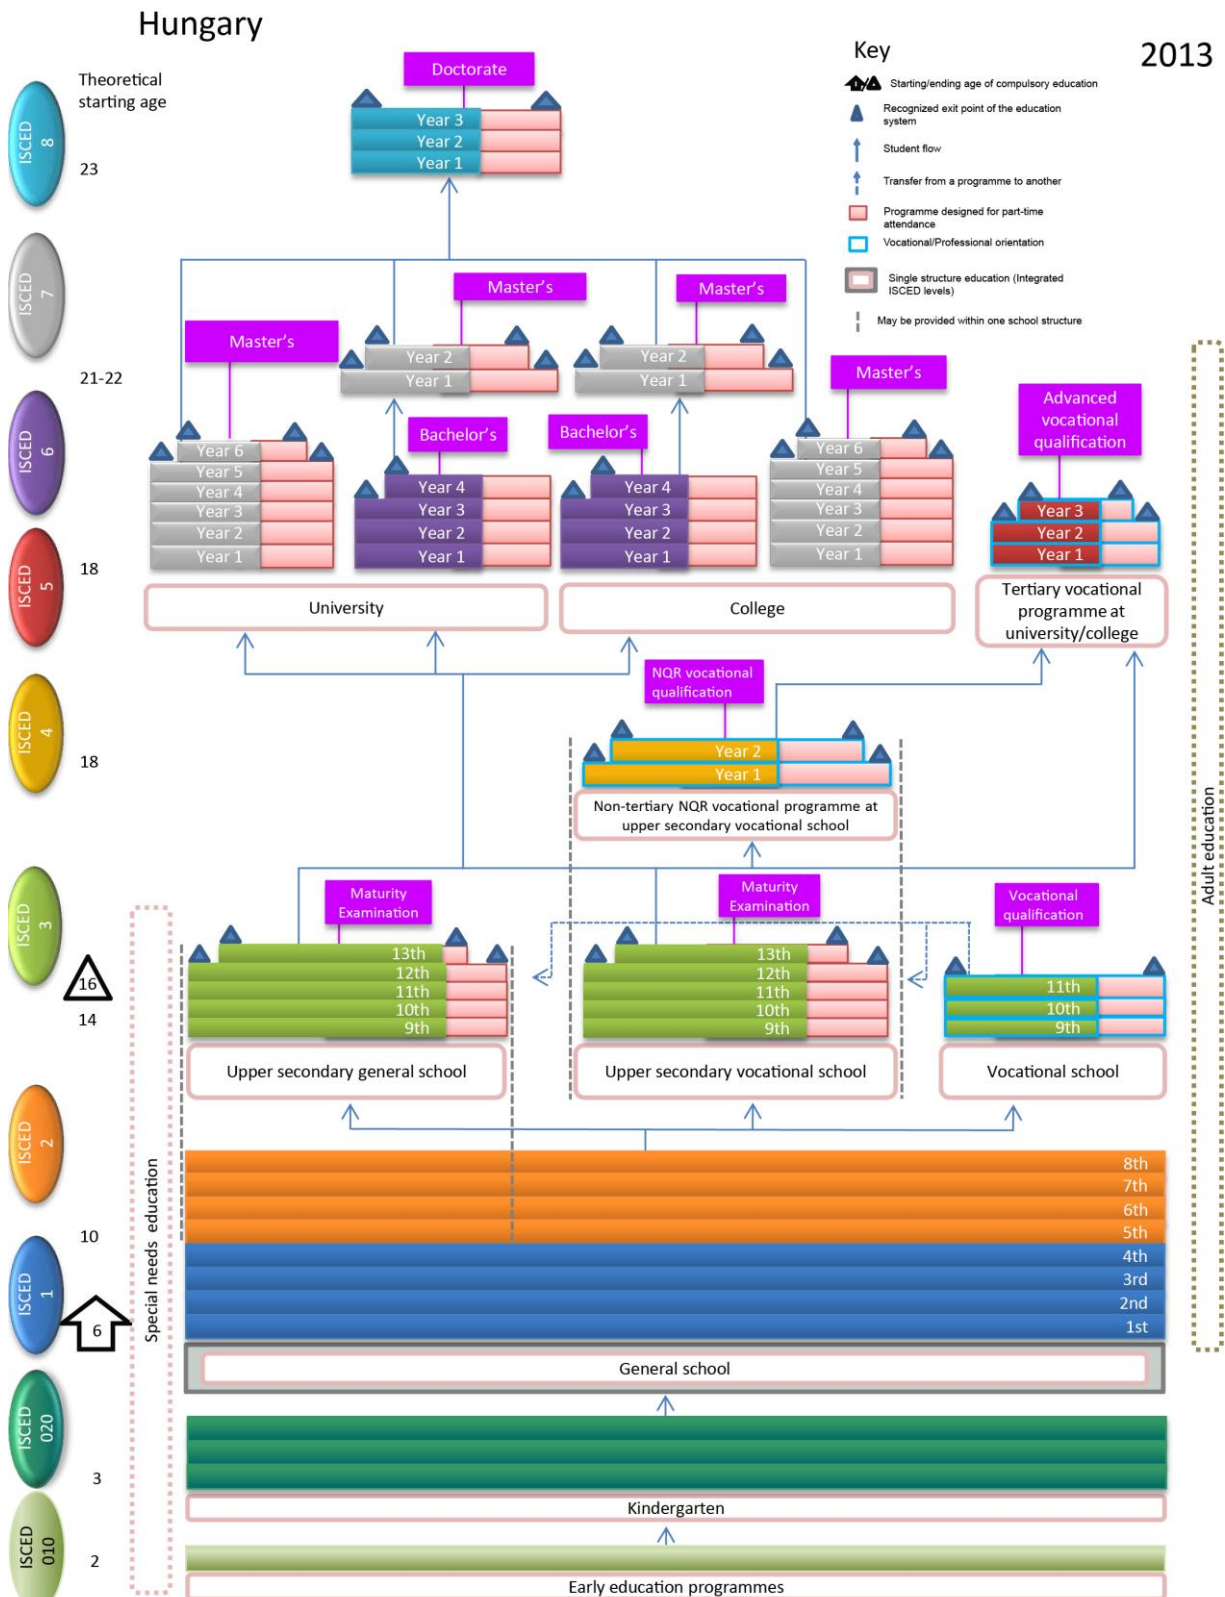 Hungary
2013
Key
Starting/ending age of compulsory education
Recognized exit point of the education
system
Student flow
Transfer from a programme to another
Programme designed for part-time
attendance
Vocational/Professional orientation
Single structure education (Integrated
ISCED levels)
May be provided within one school structure
Theoretical
starting age
ISCED
8
23
Doctorate
Year 3
Year 2
Year 1
ISCED
7
21-22
Master's
Master's
Master's
Master's
Year 2
Year 1
Year 2
Year 1
ISCED
6
Bachelor's
Bachelor's
Advanced
vocational
qualification
Year 6
Year 5
Year 4
Year 3
Year 2
Year 1
Year 4
Year 3
Year 2
Year 1
Year 4
Year 3
Year 2
Year 1
Year 6
Year 5
Year 4
Year 3
Year 2
Year 1
Year 3
Year 2
Year 1
ISCED
5
18
University
College
Tertiary vocational
programme at
university/college
ISCED
4
18
NQR vocational
qualification
Year 2
Year 1
Non-tertiary NQR vocational programme at
upper secondary vocational school
Adult education
ISCED
3
16
14
Maturity
Examination
Maturity
Examination
Vocational
qualification
13th
12th
11th
10th
9th
13th
12th
11th
10th
9th
11th
10th
9th
Upper secondary general school
Upper secondary vocational school
Vocational school
ISCED
2
10
8th
7th
6th
5th
Special needs education
ISCED
1
6
4th
3rd
2nd
1st
General school
ISCED
020
3
Kindergarten
ISCED
010
2
Early education programmes